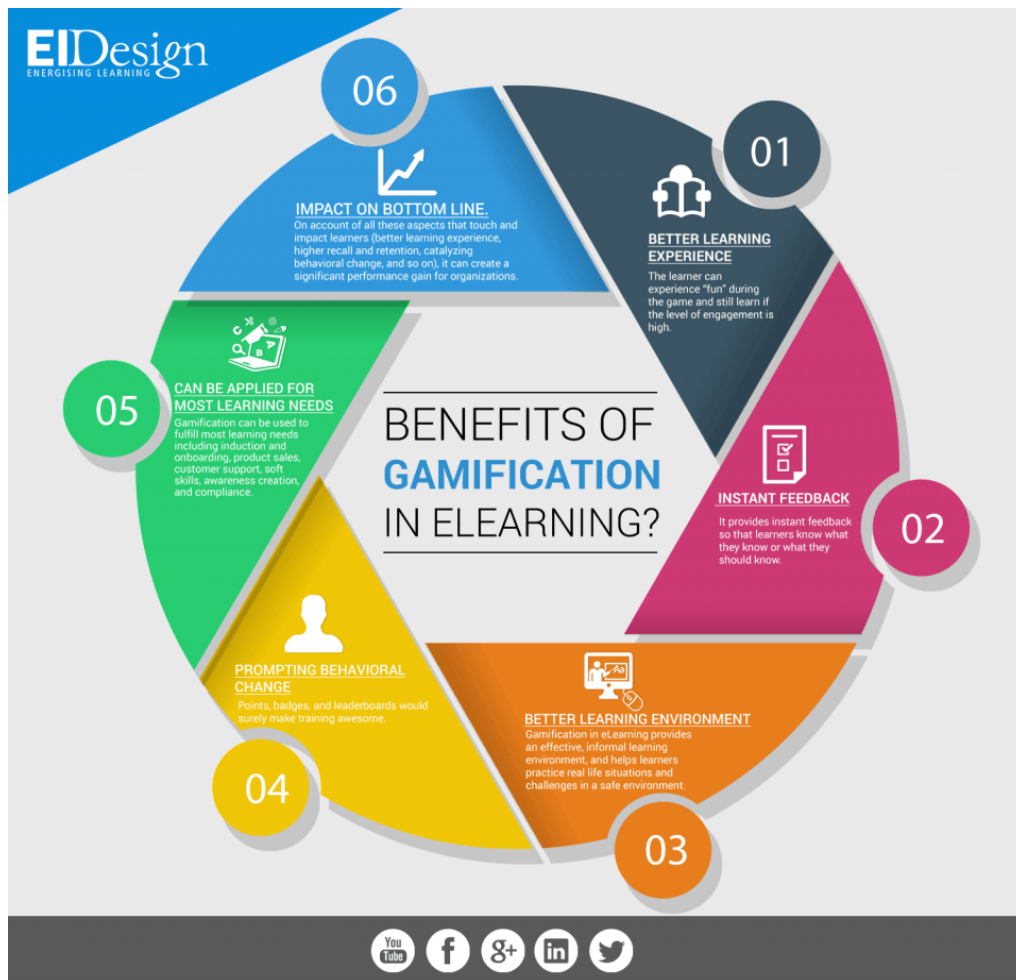 EIDesign
ENERGISING LEARNING
BENEFITS OF
GAMIFICATION
IN ELEARNING?
01
BETTER LEARNING
EXPERIENCE
The learner can
experience “fun” during
the game and still learn if
the level of engagement is
high.
02
INSTANT FEEDBACK
It provides instant feedback
so that learners know what
they know or what they
should know.
03
BETTER LEARNING ENVIRONMENT
Gamification in eLearning provides
an effective, informal learning
environment, and helps learners
practice real life situations and
challenges in a safe environment.
04
PROMPTING BEHAVIORAL
CHANGE
Points, badges, and leaderboards would
surely make training awesome.
05
CAN BE APPLIED FOR
MOST LEARNING NEEDS
Gamification can be used to
fulfill most learning needs
including induction and
onboarding, product sales,
customer support, soft
skills, awareness creation,
and compliance.
06
IMPACT ON BOTTOM LINE.
On account of all these aspects that touch and
impact learners (better learning experience,
higher recall and retention, catalyzing
behavioral change, and so on), it can create a
significant performance gain for organizations.
Aa
C
B
A
You
Tube
f
g+
in